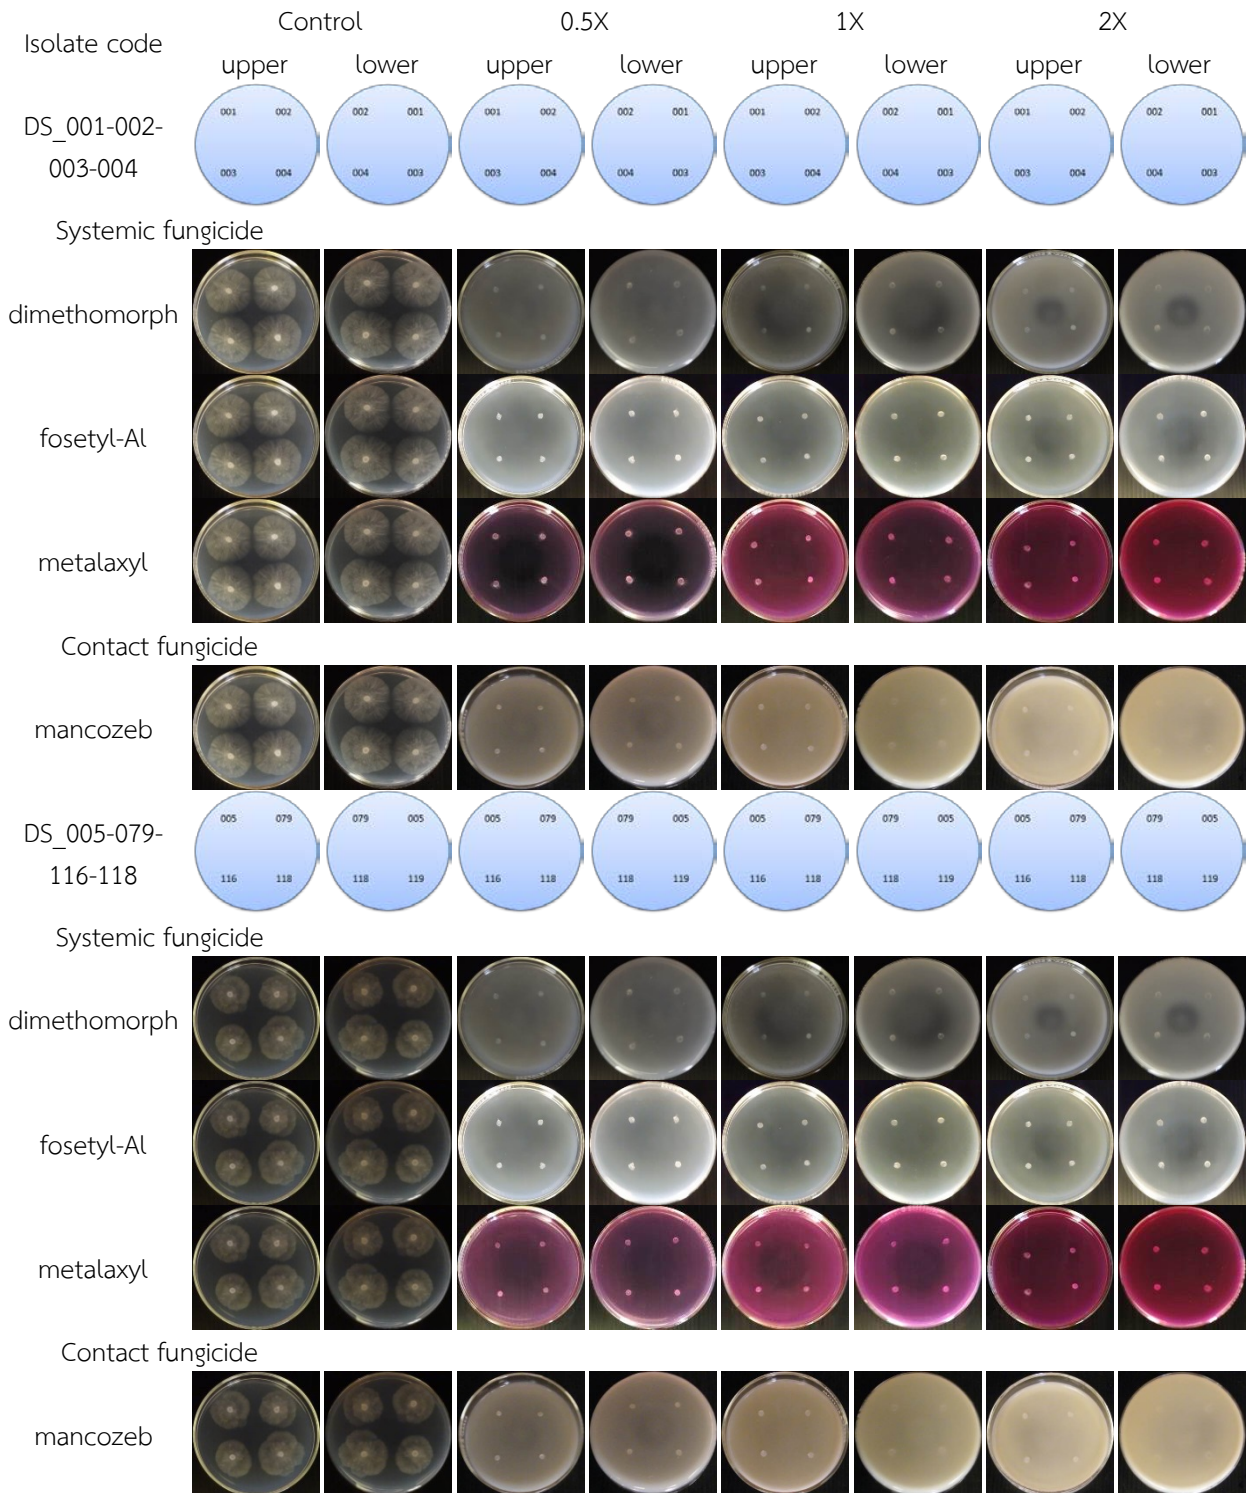 Isolate code
Control 0.5X 1X 2X
upper lower upper lower upper lower upper lower
DS_001-002-
003-004
001 002 002 001 001 002 002 001 001 002 002 001 001 002 002 001
003 004 004 003 003 004 004 003 003 004 004 003 003 004 004 003
Systemic fungicide
dimethomorph
fosetyl-Al
metalaxyl
Contact fungicide
mancozeb
DS_005-079-
116-118
005 079 079 005 005 079 079 005 005 079 079 005 005 079 079 005
116 118 118 119 116 118 118 119 116 118 118 119 116 118 118 119
Systemic fungicide
dimethomorph
fosetyl-Al
metalaxyl
Contact fungicide
mancozeb